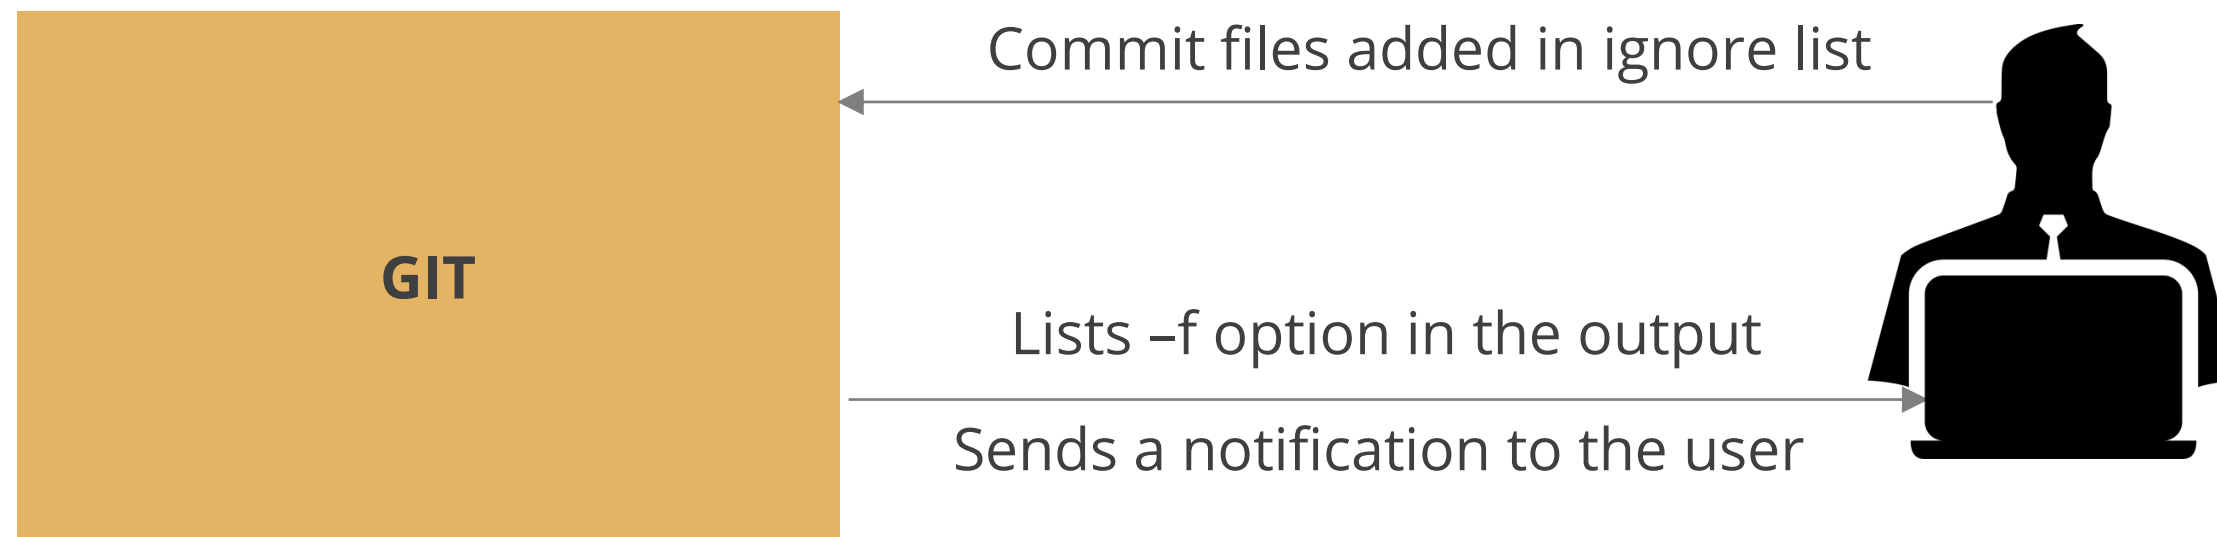 Commit files added in ignore list
GIT
Lists –f option in the output
Sends a notification to the user